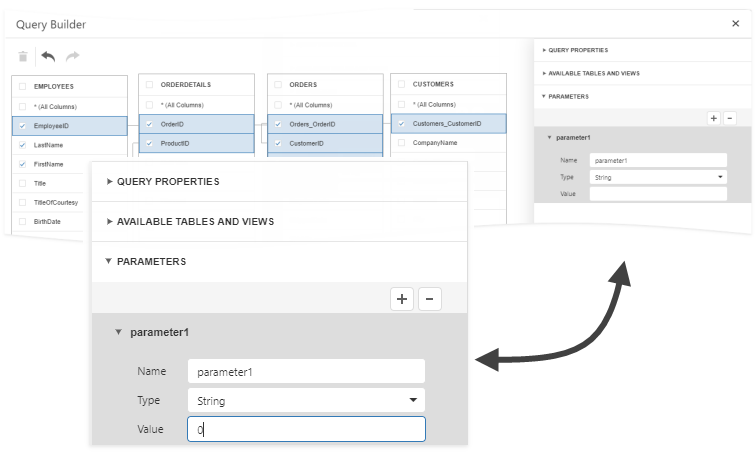 Query Builder
EMPLOYEES
* (All Columns)
EmployeeID
LastName
FirstName
Title
TitleOfCourtesy
BirthDate
ORDERDETAILS
* (All Columns)
OrderID
ProductID
ORDERS
* (All Columns)
Orders_OrderID
CustomerID
CUSTOMERS
* (All Columns)
Customers_CustomerID
CompanyName
QUERY PROPERTIES
AVAILABLE TABLES AND VIEWS
PARAMETERS
parameter1
Name parameter1
Type String
Value
QUERY PROPERTIES
AVAILABLE TABLES AND VIEWS
PARAMETERS
parameter1
Name parameter1
Type String
Value 0